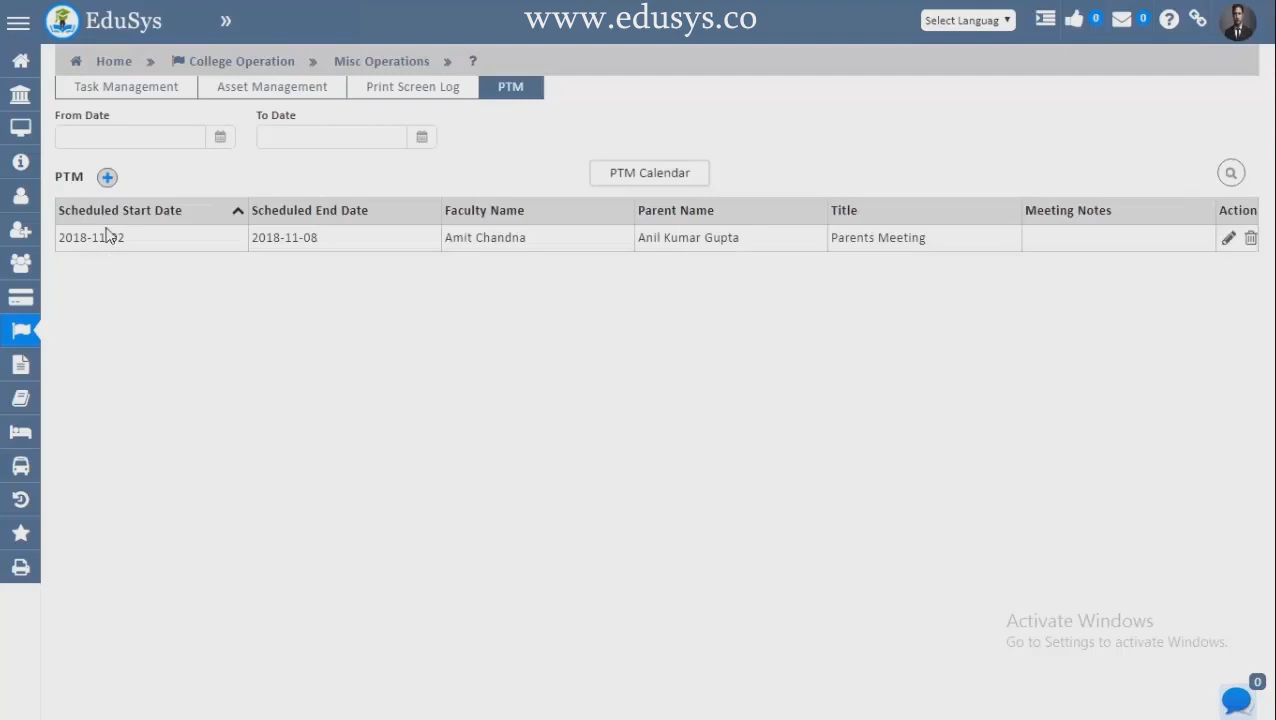 EduSys » www.edusys.co Select Languag 0 0
Home » College Operation » Misc Operations » ?
Task Management Asset Management Print Screen Log PTM
From Date To Date
PTM PTM Calendar
Scheduled Start Date Scheduled End Date Faculty Name Parent Name Title Meeting Notes Action
2018-11-02 2018-11-08 Amit Chandna Anil Kumar Gupta Parents Meeting
Activate Windows
Go to Settings to activate Windows.
0